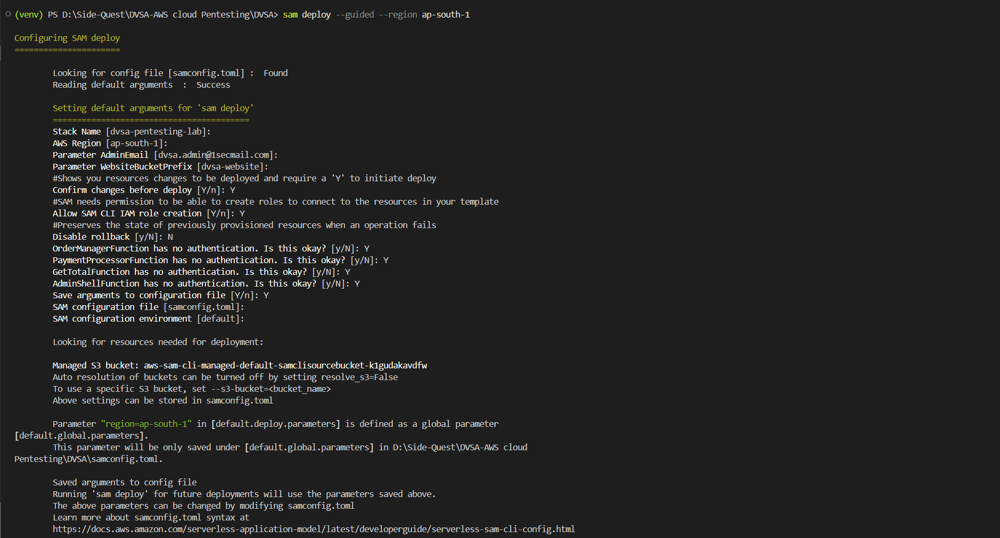 (venv) PS D:\Side-Quest\DVSA-AWS cloud Pentesting\DVSA> sam deploy --guided --region ap-south-1
Configuring SAM deploy
======================
Looking for config file [samconfig.toml] :  Found
Reading default arguments  :  Success
Setting default arguments for 'sam deploy'
=========================================
Stack Name [dvsa-pentesting-lab]:
AWS Region [ap-south-1]:
Parameter AdminEmail [dvsa.admin@1secmail.com]:
Parameter WebsiteBucketPrefix [dvsa-website]:
#Shows you resources changes to be deployed and require a 'Y' to initiate deploy
Confirm changes before deploy [Y/n]: Y
#SAM needs permission to be able to create roles to connect to the resources in your template
Allow SAM CLI IAM role creation [Y/n]: Y
#Preserves the state of previously provisioned resources when an operation fails
Disable rollback [y/N]: N
OrderManagerFunction has no authentication. Is this okay? [y/N]: Y
PaymentProcessorFunction has no authentication. Is this okay? [y/N]: Y
GetTotalFunction has no authentication. Is this okay? [y/N]: Y
AdminShellFunction has no authentication. Is this okay? [y/N]: Y
Save arguments to configuration file [Y/n]: Y
SAM configuration file [samconfig.toml]:
SAM configuration environment [default]:
Looking for resources needed for deployment:
Managed S3 bucket: aws-sam-cli-managed-default-samclisourcebucket-k1gudakavdfw
Auto resolution of buckets can be turned off by setting resolve_s3=False
To use a specific S3 bucket, set --s3-bucket=<bucket_name>
Above settings can be stored in samconfig.toml
Parameter "region=ap-south-1" in [default.deploy.parameters] is defined as a global parameter
[default.global.parameters].
This parameter will be only saved under [default.global.parameters] in D:\Side-Quest\DVSA-AWS cloud
Pentesting\DVSA\samconfig.toml.
Saved arguments to config file
Running 'sam deploy' for future deployments will use the parameters saved above.
The above parameters can be changed by modifying samconfig.toml
Learn more about samconfig.toml syntax at
https://docs.aws.amazon.com/serverless-application-model/latest/developerguide/serverless-sam-cli-config.html